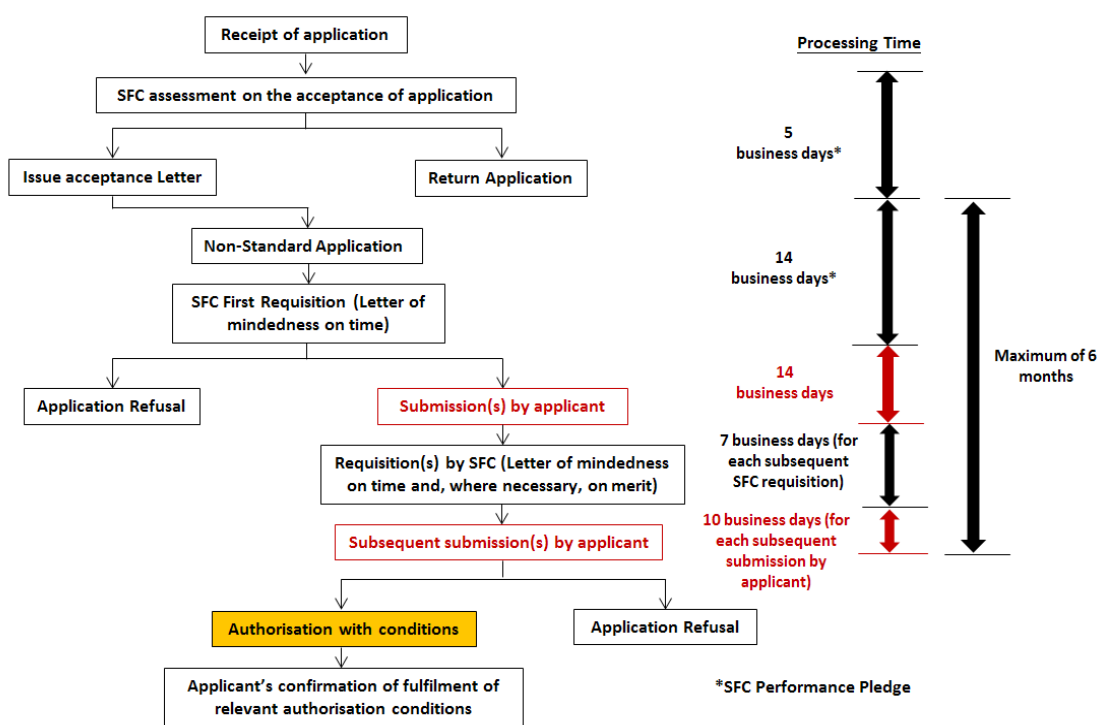 Receipt of application
Processing Time
SFC assessment on the acceptance of application
5
business days*
Issue acceptance Letter
Return Application
Non-Standard Application
14
business days*
SFC First Requisition (Letter of
mindedness on time)
Maximum of 6
months
Application Refusal
Submission(s) by applicant
14
business days
Requisition(s) by SFC (Letter of mindedness
on time and, where necessary, on merit)
7 business days (for
each subsequent
SFC requisition)
Subsequent submission(s) by applicant
10 business days (for
each subsequent
submission by
applicant)
Authorisation with conditions
Application Refusal
Applicant's confirmation of fulfilment of
relevant authorisation conditions
*SFC Performance Pledge